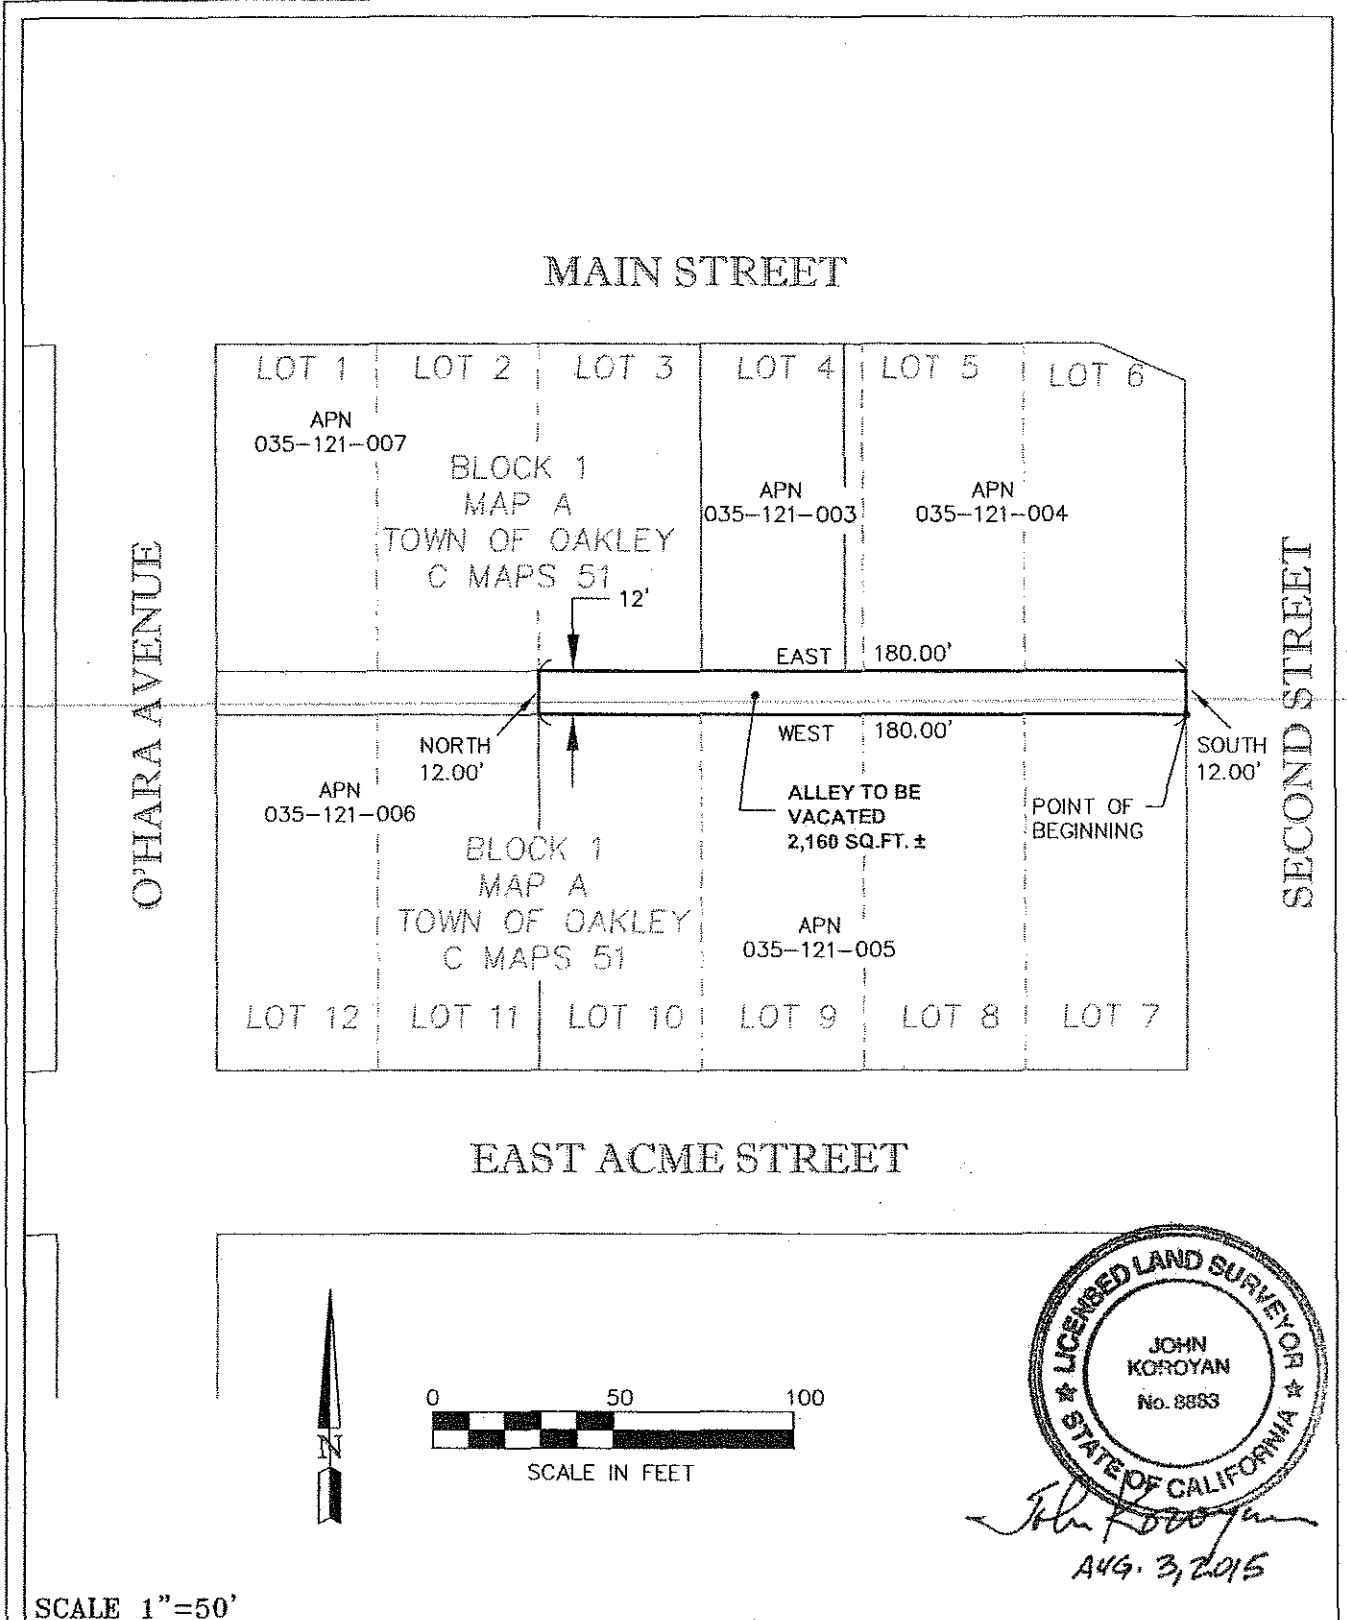 MAIN STREET
LOT 1
LOT 2
LOT 3
LOT 4
LOT 5
LOT 6
APN
035-121-007
BLOCK 1
MAP A
TOWN OF OAKLEY
C MAPS 51
APN
035-121-003
APN
035-121-004
12'
O'HARA AVENUE
SECOND STREET
EAST 180.00'
WEST 180.00'
NORTH
12.00'
SOUTH
12.00'
APN
035-121-006
ALLEY TO BE
VACATED
2,160 SQ.FT. ±
POINT OF
BEGINNING
BLOCK 1
MAP A
TOWN OF OAKLEY
C MAPS 51
APN
035-121-005
LOT 12
LOT 11
LOT 10
LOT 9
LOT 8
LOT 7
EAST ACME STREET
N
0 50 100
SCALE IN FEET
LICENSED LAND SURVEYOR
JOHN
KOROYAN
No. 8883
STATE OF CALIFORNIA
John Koroyan
AUG. 3, 2015
SCALE 1"=50'